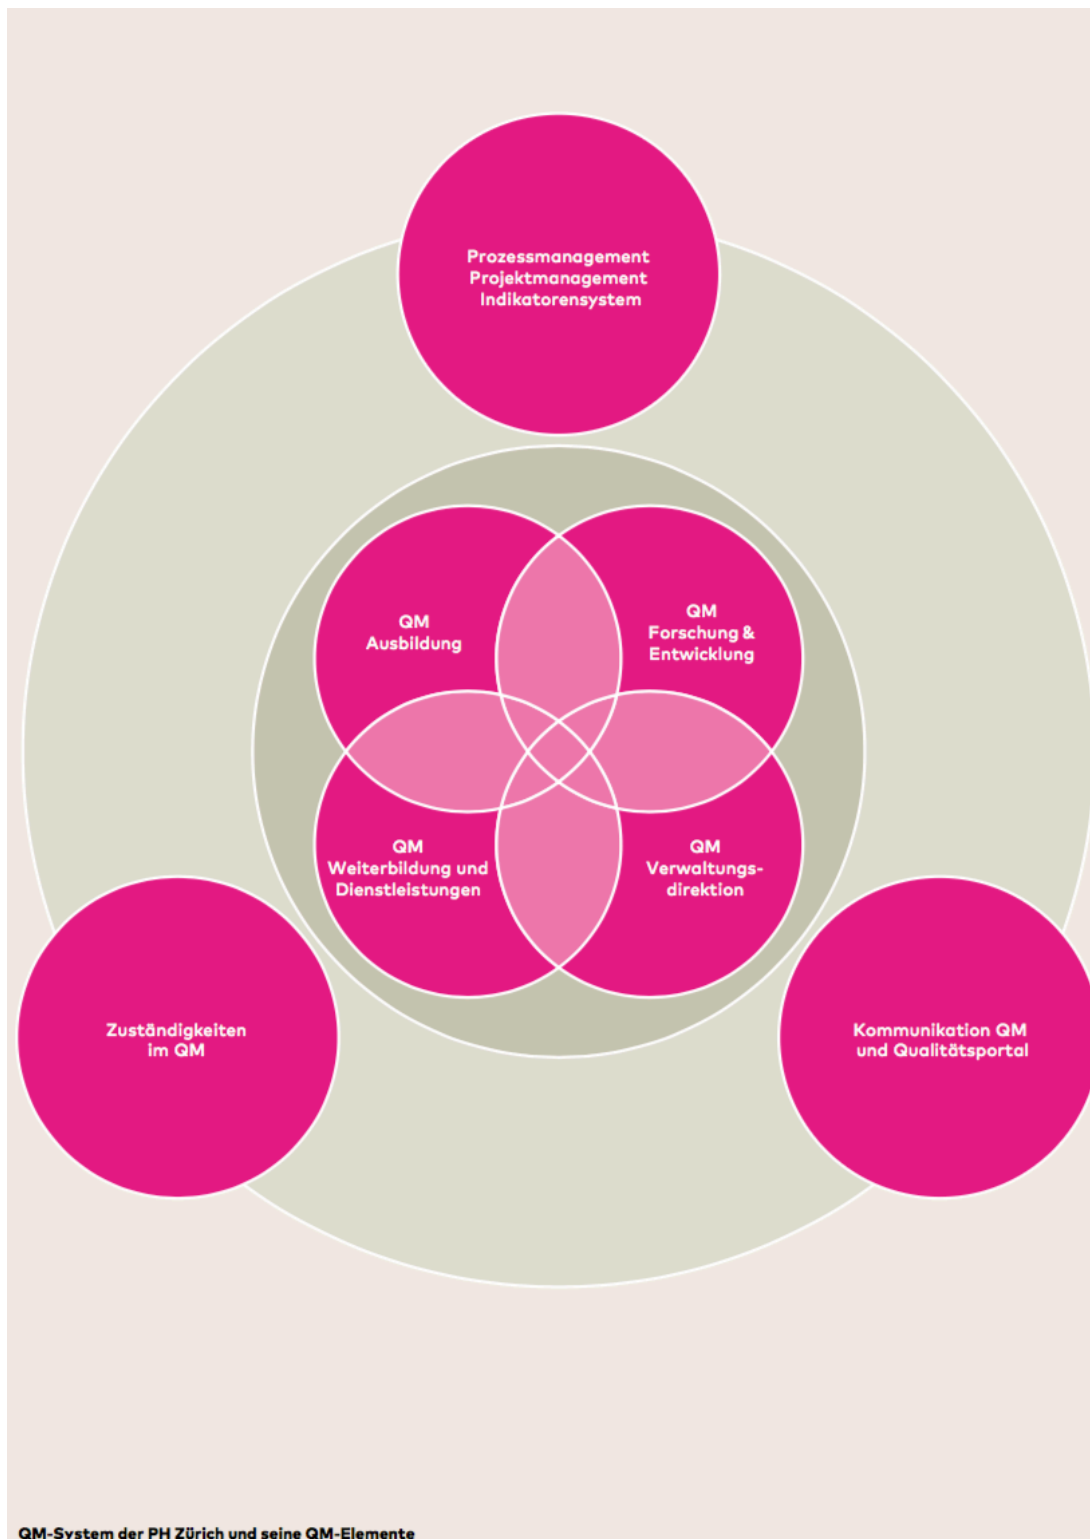 Prozessmanagement
Projektmanagement
Indikatorensystem
QM
Ausbildung
QM
Forschung &
Entwicklung
QM
Weiterbildung und
Dienstleistungen
QM
Verwaltungs-
direktion
Zuständigkeiten
im QM
Kommunikation QM
und Qualitätsportal
QM-System der PH Zürich und seine QM-Elemente